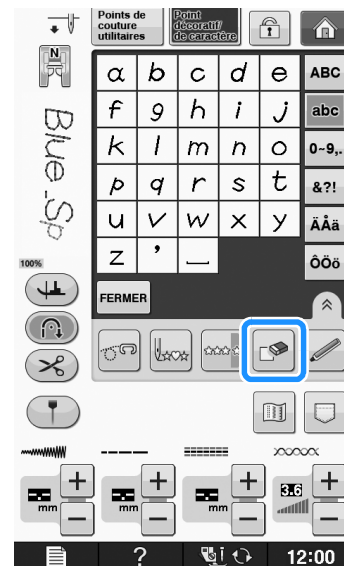 Points de
couture
utilitaires
Point
décoratif/
de caractère
N
a b c d e ABC
f g h i j abc
k l m n o 0~9,.
p q r s t &?!
u v w x y ÄÅä
z ' _ ÔÖö
Blue_Sp
100%
FERMER
+ + + 3.6 +
mm mm mm
− − − −
? i 12:00